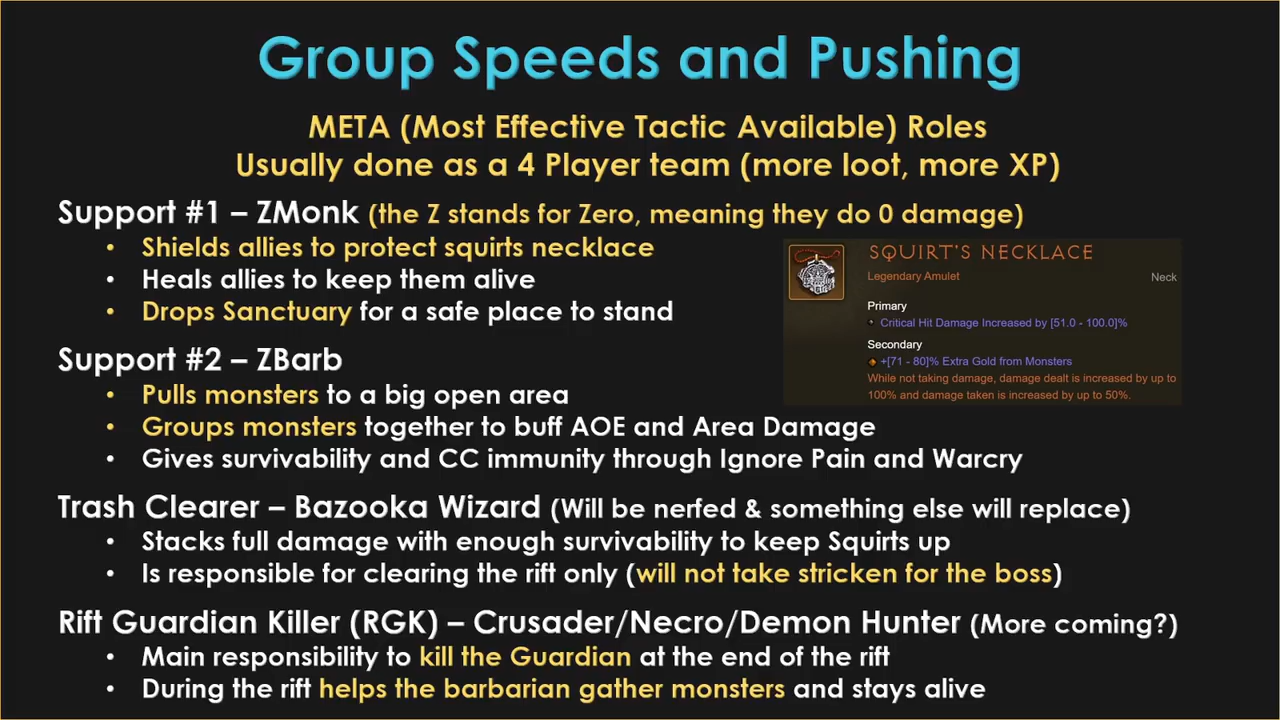 Group Speeds and Pushing
META (Most Effective Tactic Available) Roles
Usually done as a 4 Player team (more loot, more XP)
Support #1 – ZMonk (the Z stands for Zero, meaning they do 0 damage)
• Shields allies to protect squirts necklace
• Heals allies to keep them alive
• Drops Sanctuary for a safe place to stand
SQUIRT'S NECKLACE
Legendary Amulet
Neck
Primary
Critical Hit Damage Increased by [51.0 - 100.0]%
Secondary
+[71 - 80]% Extra Gold from Monsters
While not taking damage, damage dealt is increased by up to
100% and damage taken is increased by up to 50%.
Support #2 – ZBarb
• Pulls monsters to a big open area
• Groups monsters together to buff AOE and Area Damage
• Gives survivability and CC immunity through Ignore Pain and Warcry
Trash Clearer – Bazooka Wizard (Will be nerfed & something else will replace)
• Stacks full damage with enough survivability to keep Squirts up
• Is responsible for clearing the rift only (will not take stricken for the boss)
Rift Guardian Killer (RGK) – Crusader/Necro/Demon Hunter (More coming?)
• Main responsibility to kill the Guardian at the end of the rift
• During the rift helps the barbarian gather monsters and stays alive